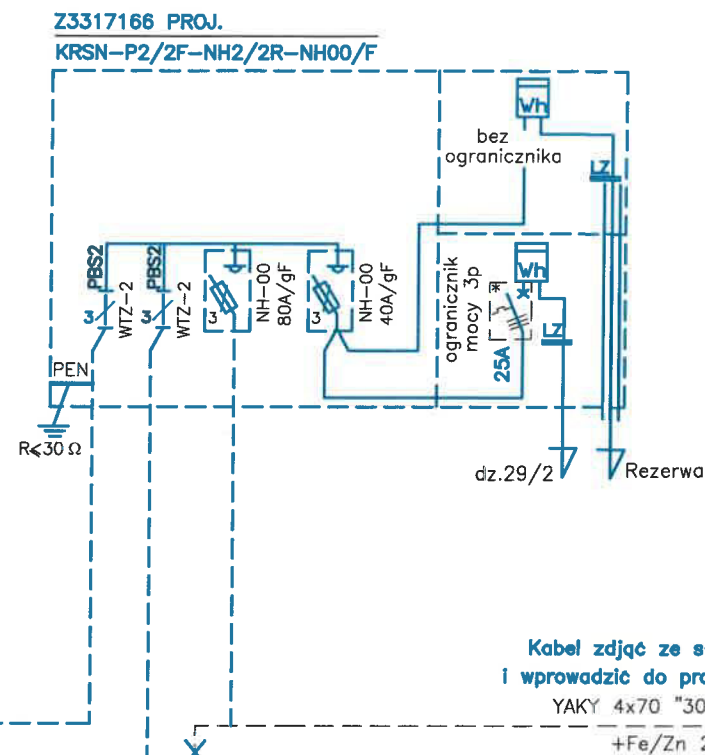 Z3317166 PROJ.
KRSN-P2/2F-NH2/2R-NH00/F
Wh
bez
ogranicznika
LZ
PBS2
3
WTZ-2
PBS2
3
WTZ-2
3
NH-00
80A/gF
3
NH-00
40A/gF
ogranicznik
mocy 3p
*
25A
Wh
LZ
PEN
R≤30 Ω
dz.29/2
Rezerwa
Kabel zdjąć ze s
i wprowadzić do pro
YAKY 4x70 "30
+Fe/Zn 2